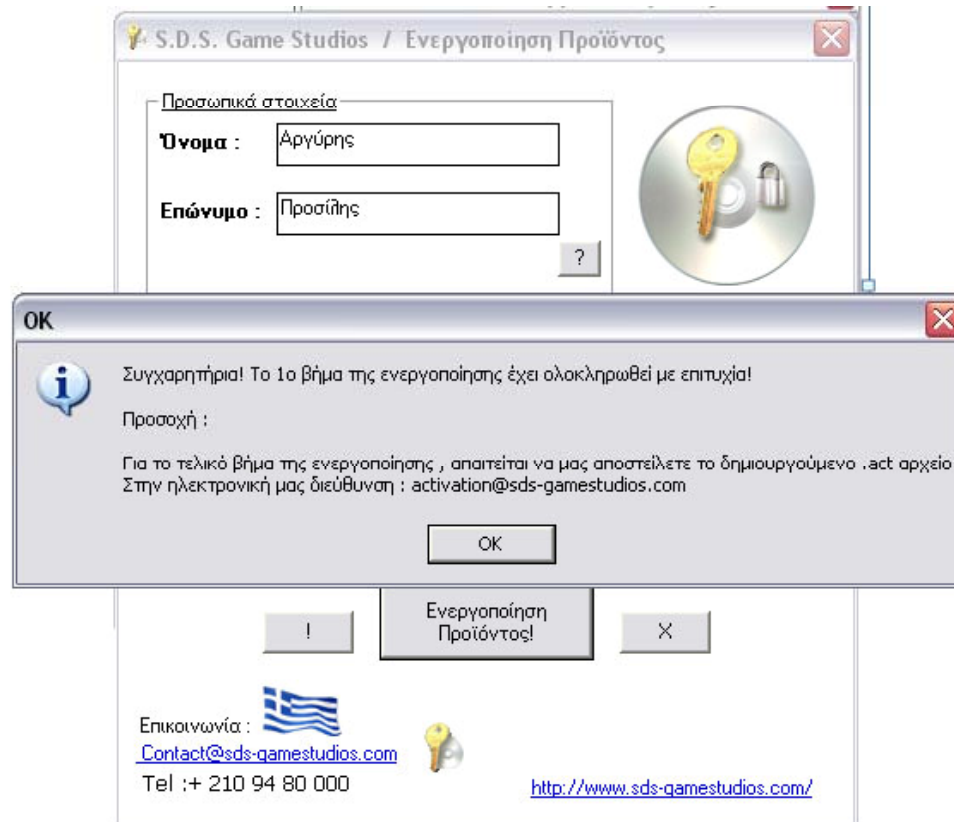 S.D.S. Game Studios / Ενεργοποίηση Προϊόντος
Προσωπικά στοιχεία
Όνομα : Αργύρης
Επώνυμο : Προσίλης
?
OK
Συγχαρητήρια! Το 1ο βήμα της ενεργοποίησης έχει ολοκληρωθεί με επιτυχία!
Προσοχή :
Για το τελικό βήμα της ενεργοποίησης , απαιτείται να μας αποστείλετε το δημιουργούμενο .act αρχείο
Στην ηλεκτρονική μας διεύθυνση : activation@sds-gamestudios.com
OK
!
Ενεργοποίηση
Προϊόντος!
X
Επικοινωνία :
Contact@sds-gamestudios.com
Tel :+ 210 94 80 000
http://www.sds-gamestudios.com/